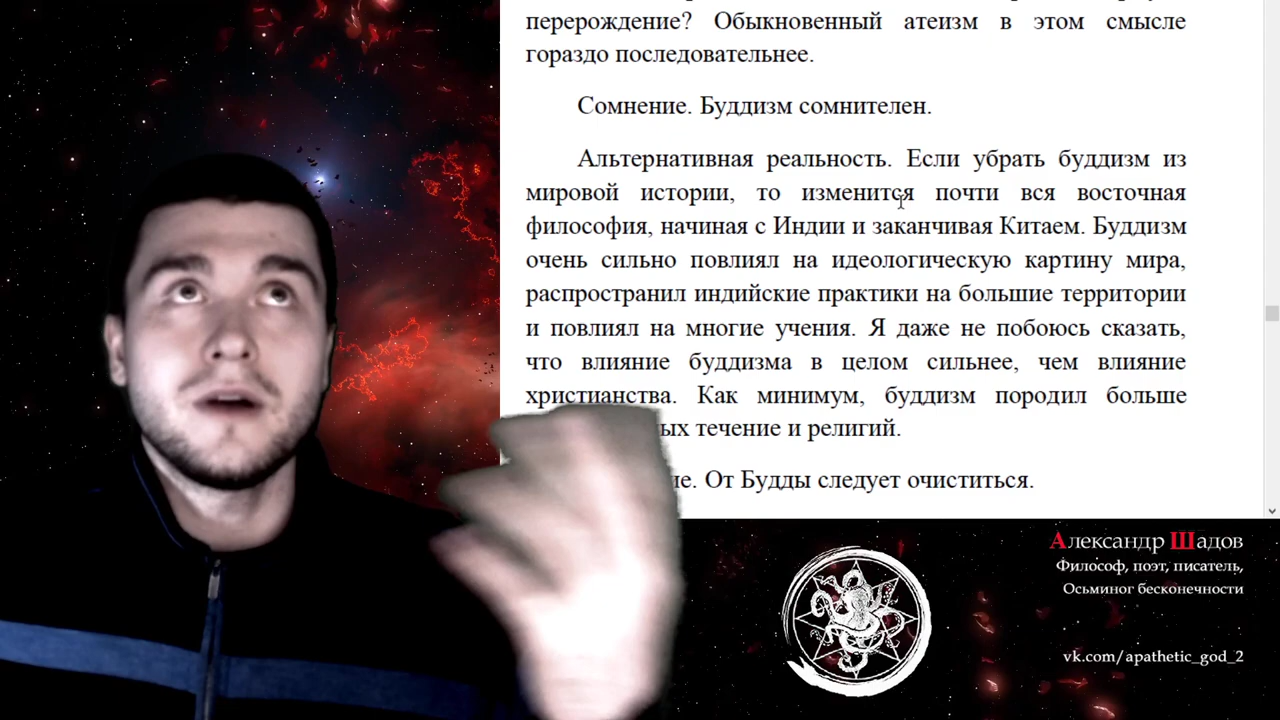 перерождение? Обыкновенный атеизм в этом смысле
гораздо последовательнее.
Сомнение. Буддизм сомнителен.
Альтернативная реальность. Если убрать буддизм из
мировой истории, то изменится почти вся восточная
философия, начиная с Индии и заканчивая Китаем. Буддизм
очень сильно повлиял на идеологическую картину мира,
распространил индийские практики на большие территории
и повлиял на многие учения. Я даже не побоюсь сказать,
что влияние буддизма в целом сильнее, чем влияние
христианства. Как минимум, буддизм породил больше
ых течение и религий.
ие. От Будды следует очиститься.
Александр Шадов
Философ, поэт, писатель,
Осьминог бесконечности
vk.com/apathetic_god_2